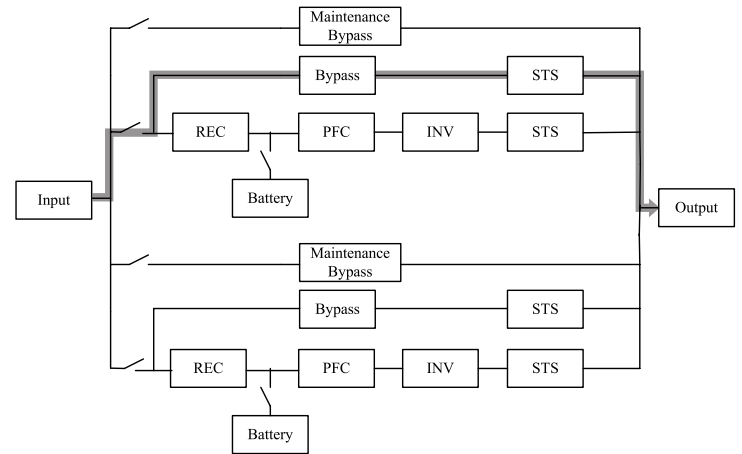 Maintenance
Bypass
Bypass
STS
REC
PFC
INV
STS
Input
Battery
Output
Maintenance
Bypass
Bypass
STS
REC
PFC
INV
STS
Battery